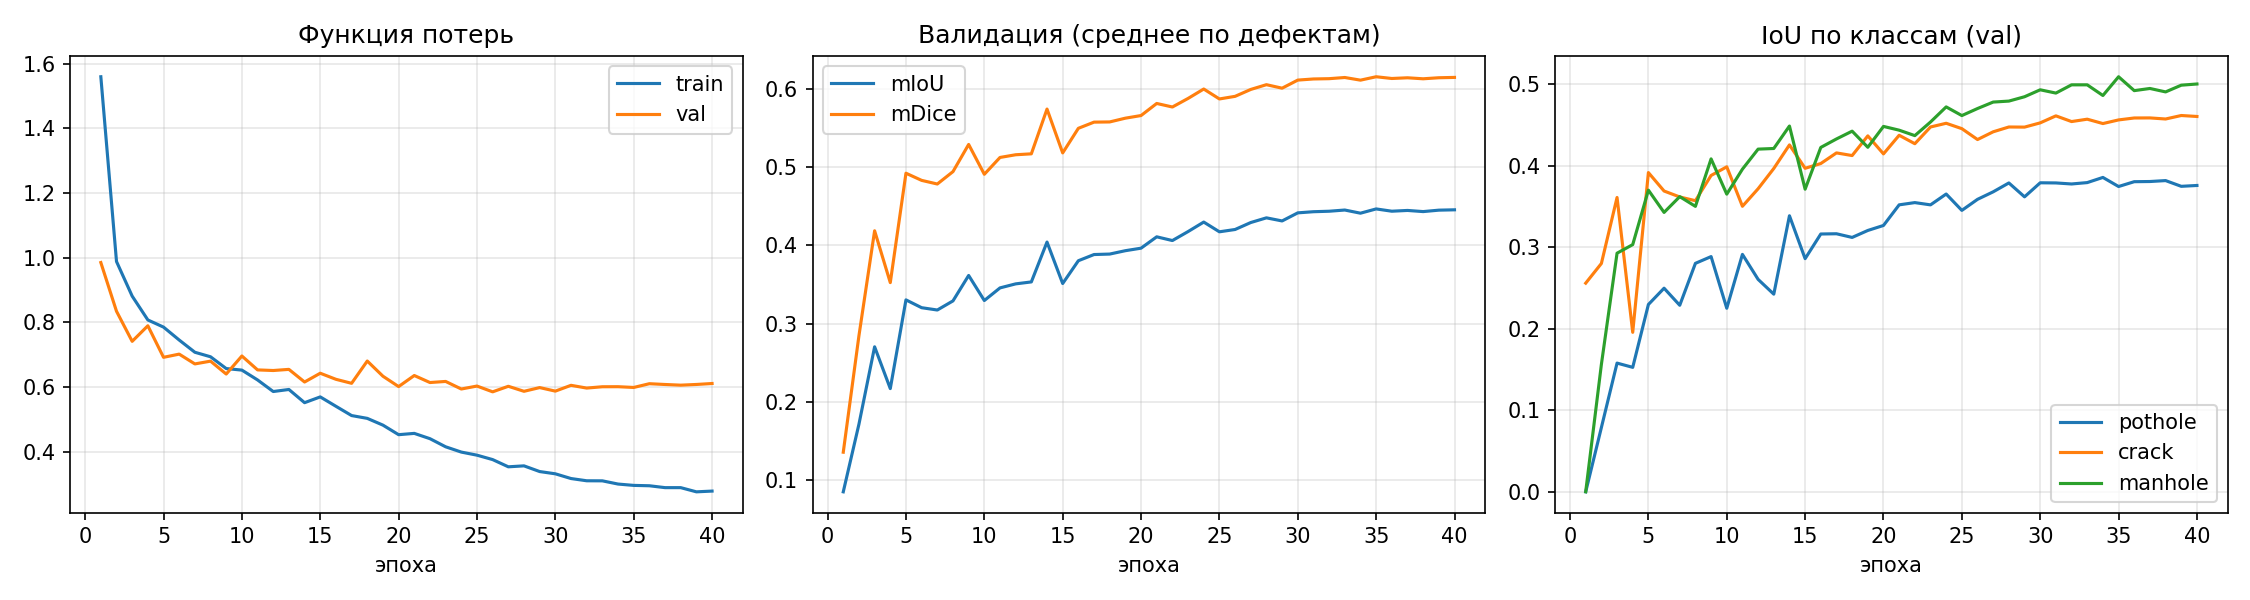 Функция потерь
1.6
1.4
1.2
1.0
0.8
0.6
0.4
0 5 10 15 20 25 30 35 40
эпоха
train
val
Валидация (среднее по дефектам)
0.6
0.5
0.4
0.3
0.2
0.1
0 5 10 15 20 25 30 35 40
эпоха
mIoU
mDice
IoU по классам (val)
0.5
0.4
0.3
0.2
0.1
0.0
0 5 10 15 20 25 30 35 40
эпоха
pothole
crack
manhole